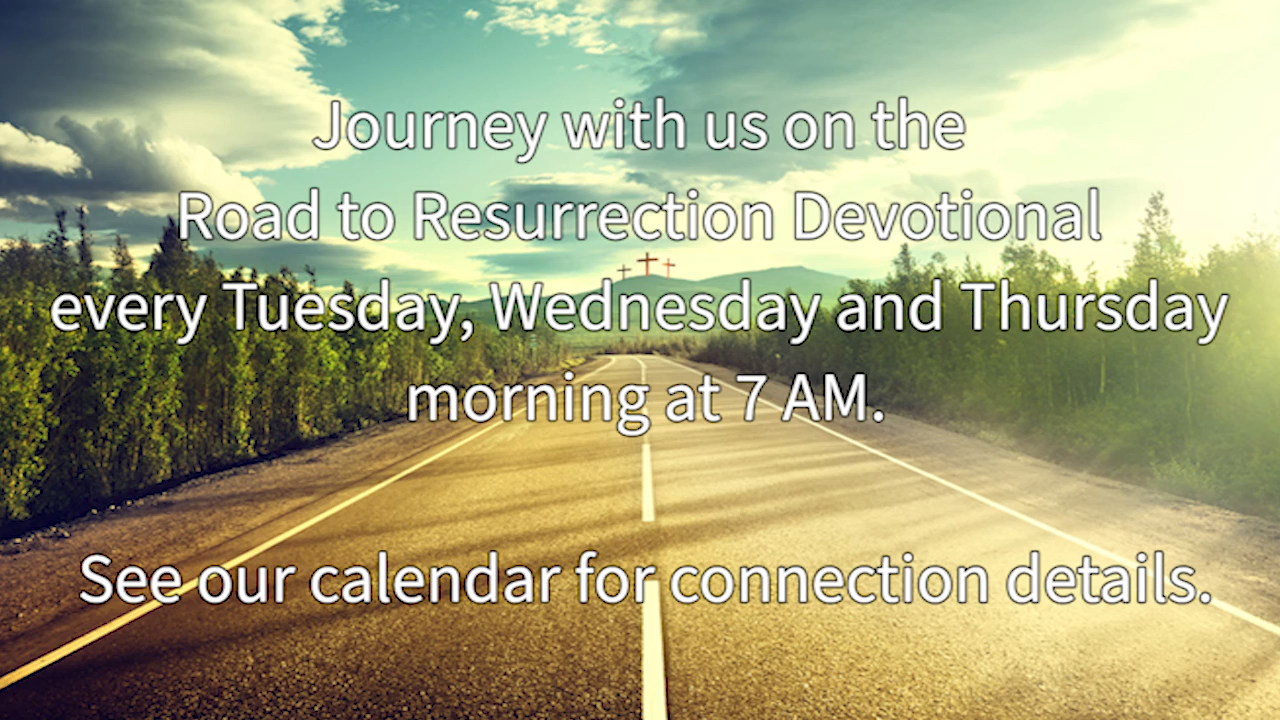 Journey with us on the
Road to Resurrection Devotional
every Tuesday, Wednesday and Thursday
morning at 7 AM.
See our calendar for connection details.